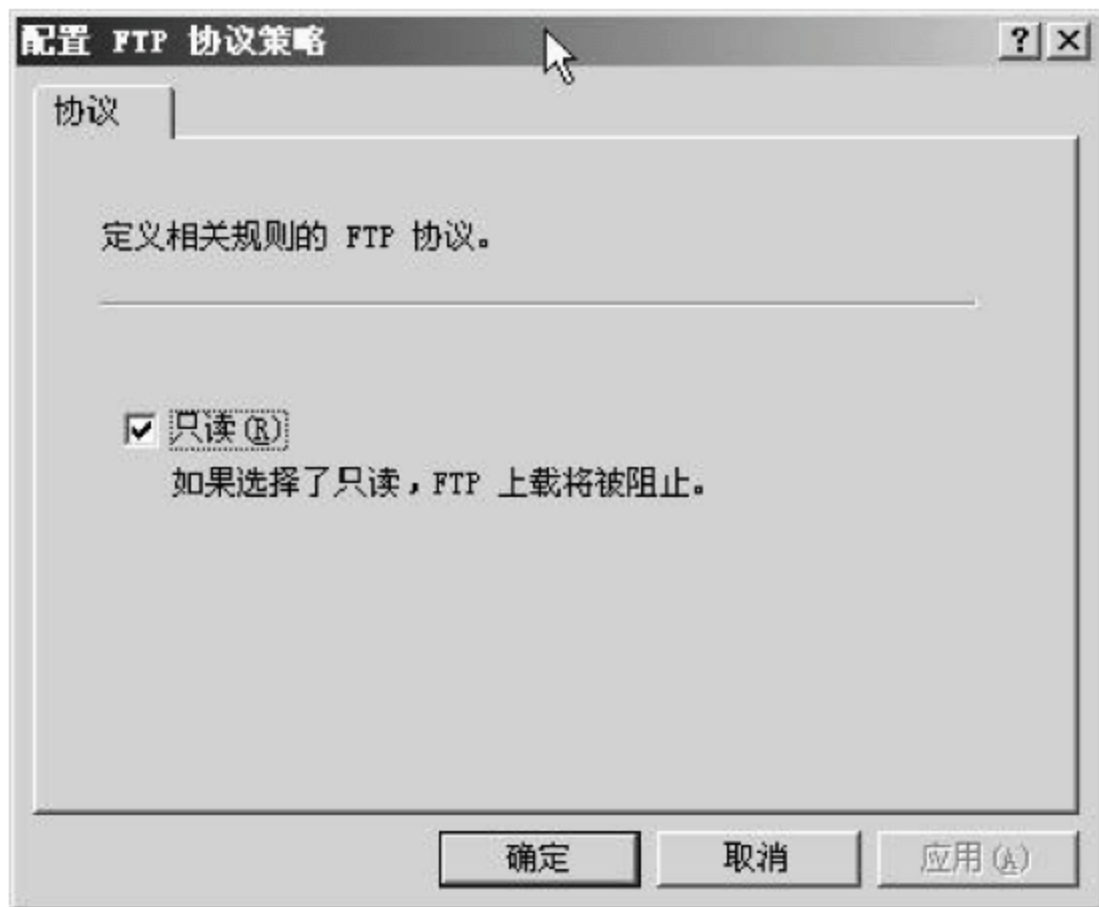 配置 FTP 协议策略
协议
定义相关规则的 FTP 协议。
只读(R)
如果选择了只读，FTP 上载将被阻止。
确定 取消 应用(A)